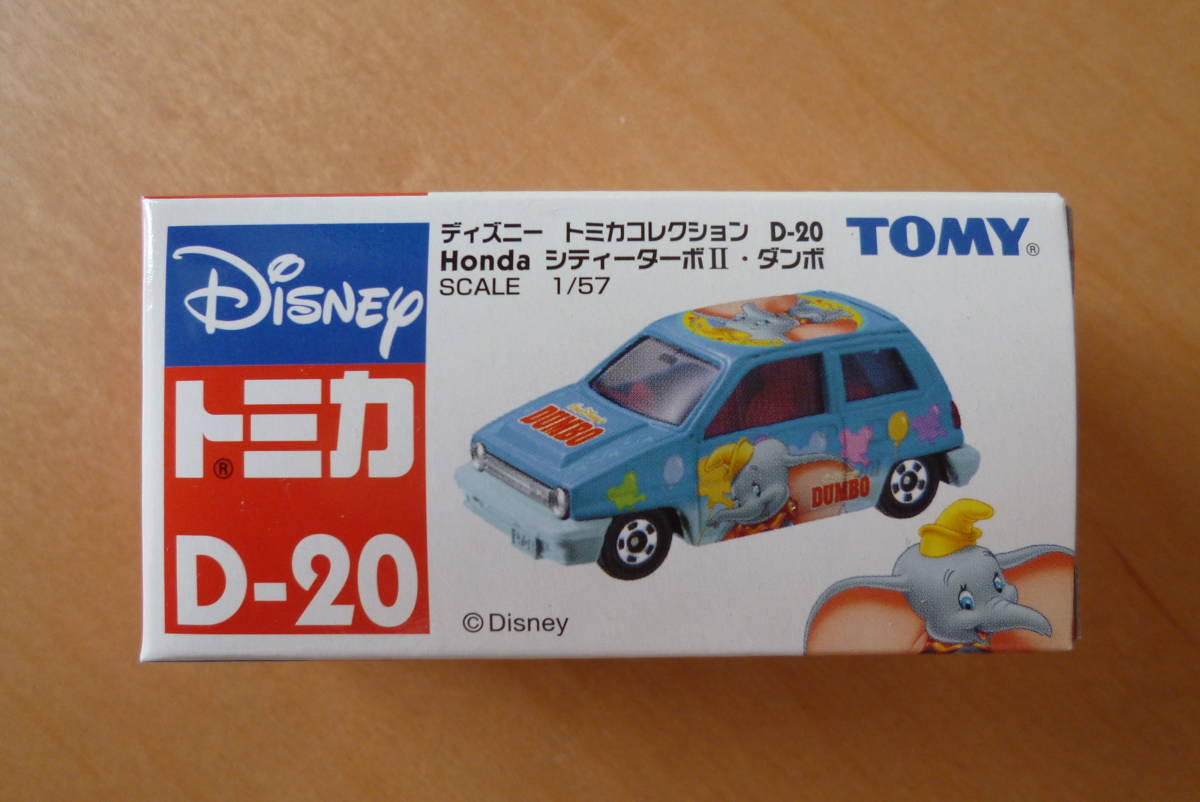 Disney
トミカ®
D-20
ディズニー トミカコレクション D-20
Honda シティーターボⅡ・ダンボ
SCALE 1/57
TOMY®
DUMBO
DUMBO
©Disney